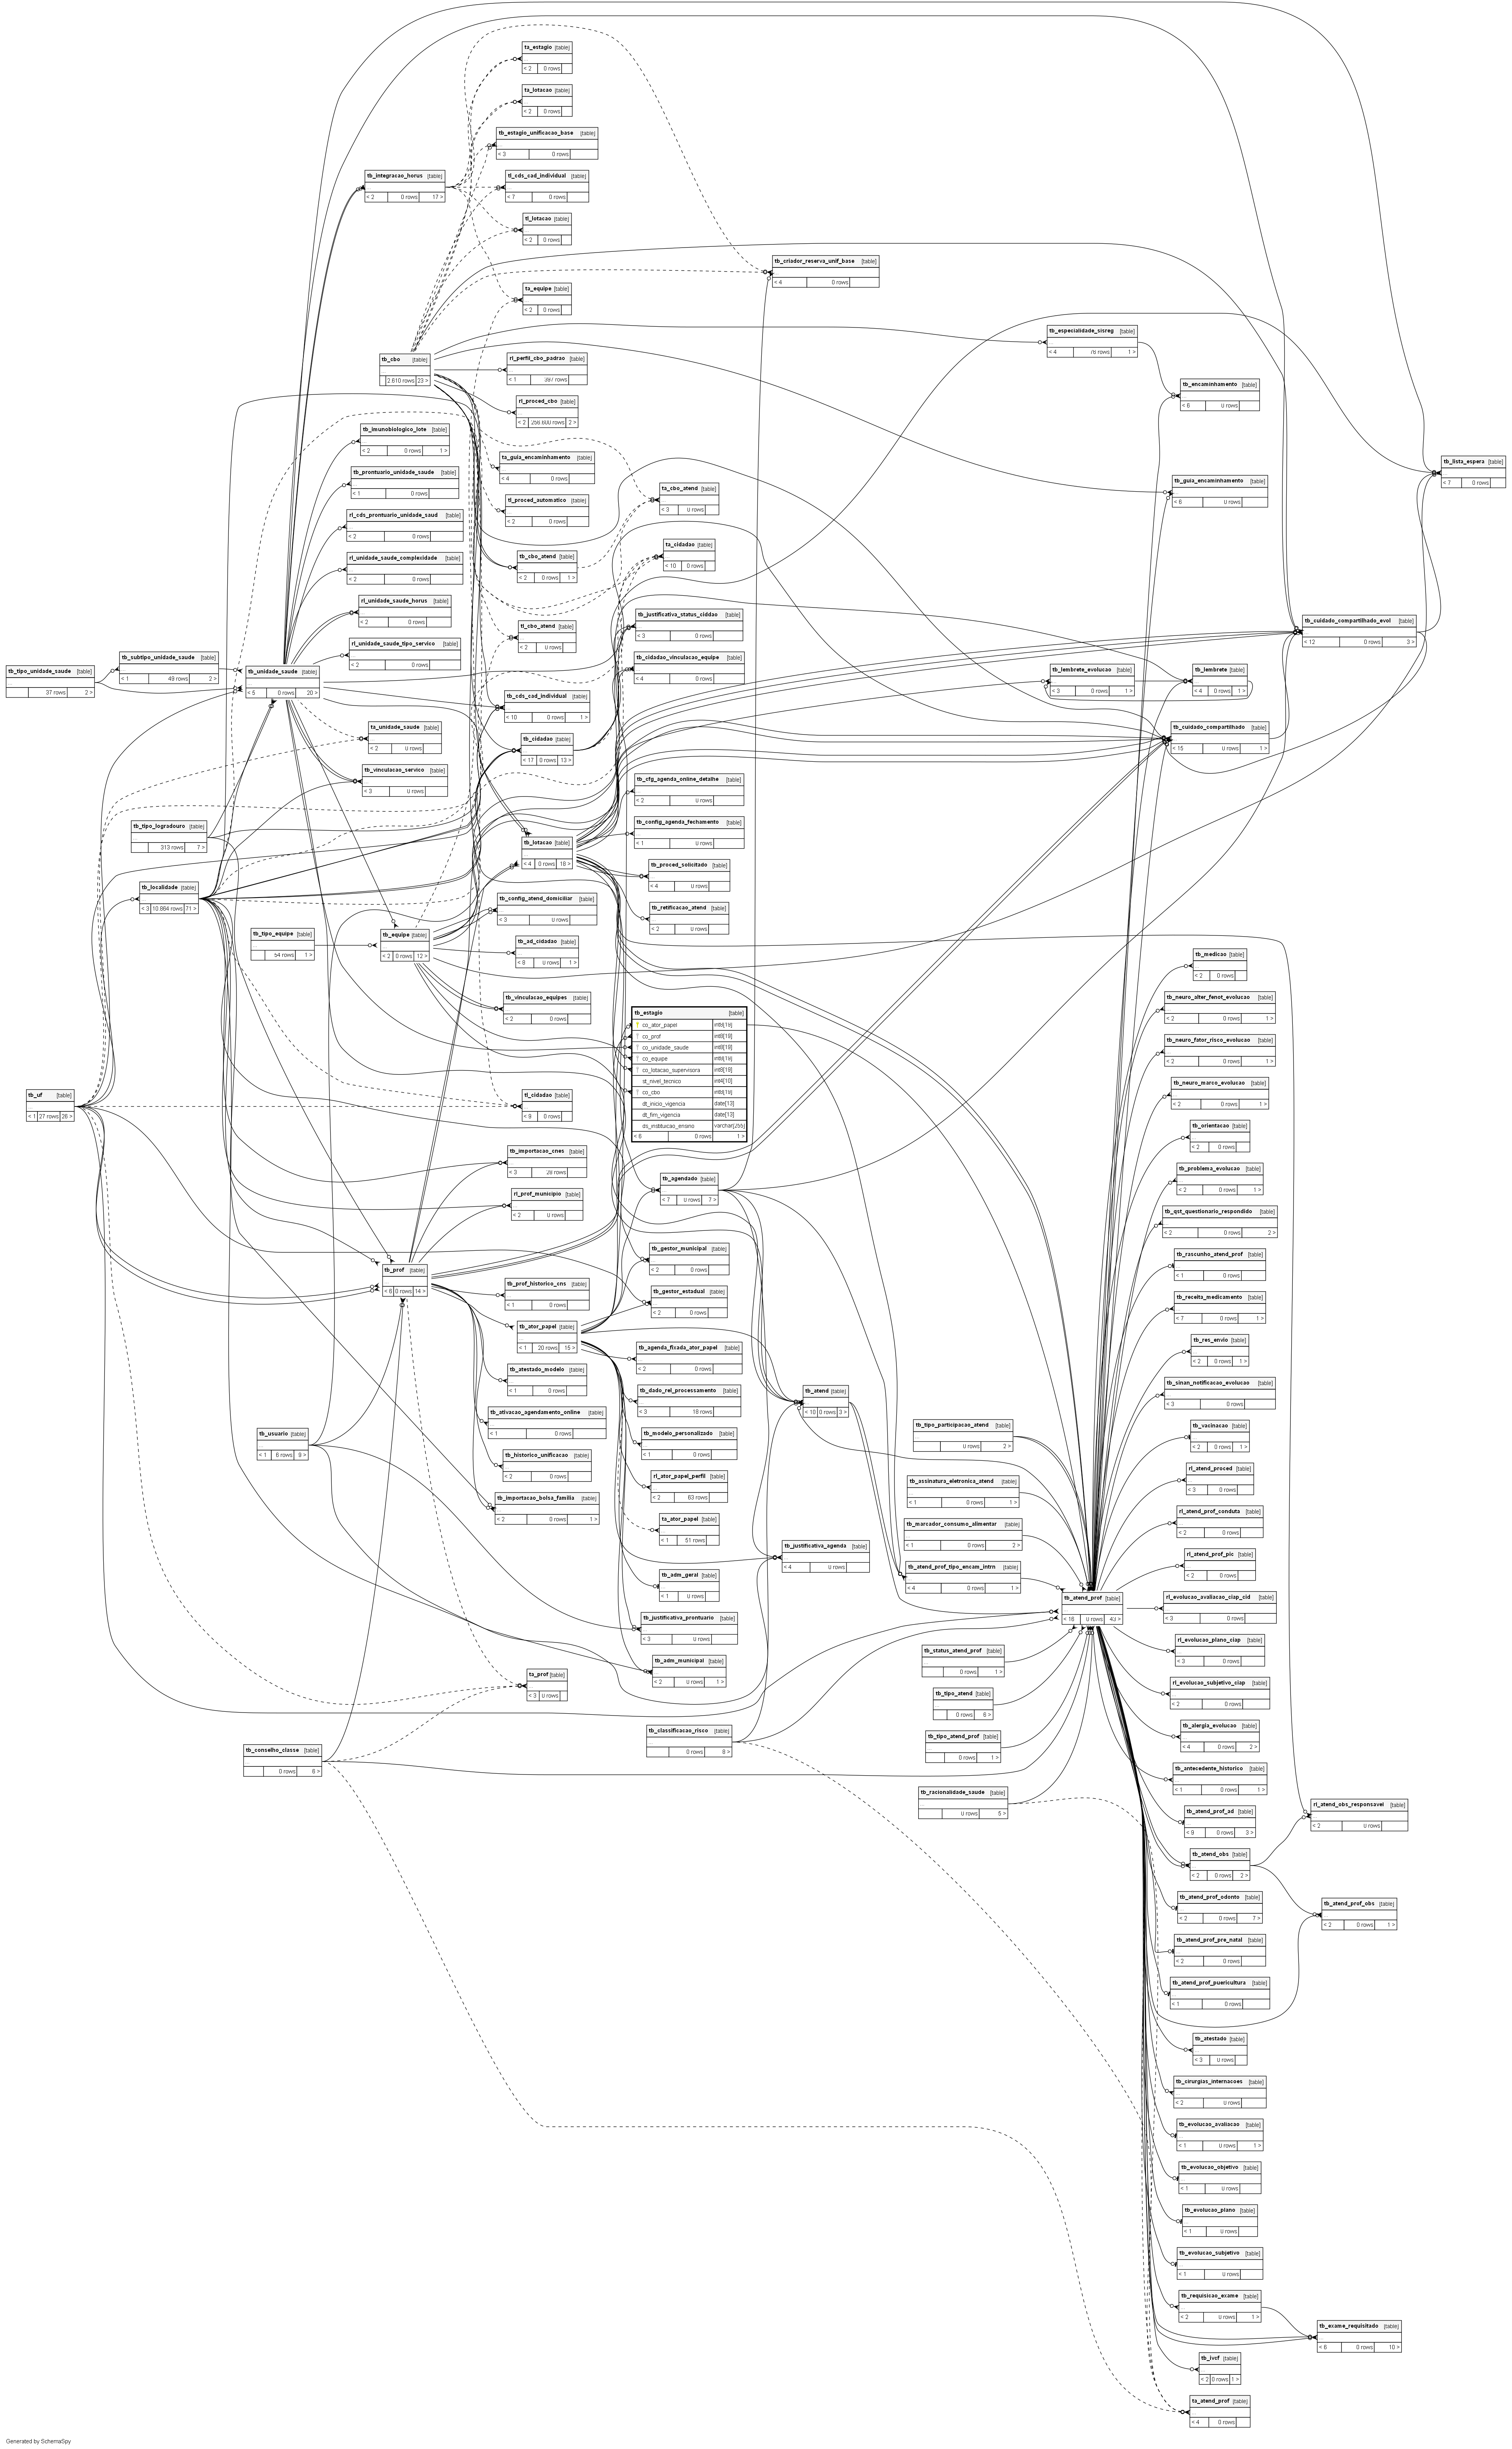 tb_tipo_unidade_saude [table]
37 rows 2 >
tb_uf [table]
< 1 27 rows 26 >
tb_subtipo_unidade_saude [table]
< 1 49 rows 2 >
tb_tipo_logradouro [table]
313 rows 7 >
tb_localidade [table]
< 3 10.864 rows 71 >
tb_unidade_saude [table]
< 5 0 rows 20 >
tb_tipo_equipe [table]
54 rows 1 >
tb_usuario [table]
< 1 6 rows 9 >
tb_conselho_classe [table]
0 rows 6 >
tb_integracao_horus [table]
< 2 0 rows 17 >
tb_cbo [table]
2.610 rows 23 >
tb_imunobiologico_lote [table]
< 2 0 rows 1 >
tb_prontuario_unidade_saude [table]
< 1 0 rows
rl_cds_prontuario_unidade_saud [table]
< 2 0 rows
rl_unidade_saude_complexidade [table]
< 2 0 rows
rl_unidade_saude_horus [table]
< 2 0 rows
rl_unidade_saude_tipo_servico [table]
< 2 0 rows
ta_unidade_saude [table]
< 2 0 rows
tb_vinculacao_servico [table]
< 3 0 rows
tb_equipe [table]
< 2 0 rows 12 >
tb_prof [table]
< 6 0 rows 14 >
ta_estagio [table]
< 2 0 rows
ta_lotacao [table]
< 2 0 rows
tb_estagio_unificacao_base [table]
< 3 0 rows
tl_cds_cad_individual [table]
< 7 0 rows
tl_lotacao [table]
< 2 0 rows
ta_equipe [table]
< 2 0 rows
rl_perfil_cbo_padrao [table]
< 1 397 rows
rl_proced_cbo [table]
< 2 256.600 rows 2 >
ta_guia_encaminhamento [table]
< 4 0 rows
tl_proced_automatico [table]
< 2 0 rows
tb_cbo_atend [table]
< 2 0 rows 1 >
tl_cbo_atend [table]
< 2 0 rows
tb_cds_cad_individual [table]
< 10 0 rows 1 >
tb_cidadao [table]
< 17 0 rows 13 >
tb_lotacao [table]
< 4 0 rows 18 >
tb_config_atend_domiciliar [table]
< 3 0 rows
tb_ad_cidadao [table]
< 8 0 rows 1 >
tb_vinculacao_equipes [table]
< 2 0 rows
tl_cidadao [table]
< 9 0 rows
tb_importacao_cnes [table]
< 3 28 rows
rl_prof_municipio [table]
< 2 0 rows
tb_prof_historico_cns [table]
< 1 0 rows
tb_ator_papel [table]
< 1 20 rows 15 >
tb_atestado_modelo [table]
< 1 0 rows
tb_ativacao_agendamento_online [table]
< 1 0 rows
tb_historico_unificacao [table]
< 2 0 rows
tb_importacao_bolsa_familia [table]
< 2 0 rows 1 >
ta_prof [table]
< 3 0 rows
ta_cbo_atend [table]
< 3 0 rows
ta_cidadao [table]
< 10 0 rows
tb_justificativa_status_ciddao [table]
< 3 0 rows
tb_cidadao_vinculacao_equipe [table]
< 4 0 rows
tb_cfg_agenda_online_detalhe [table]
< 2 0 rows
tb_config_agenda_fechamento [table]
< 1 0 rows
tb_proced_solicitado [table]
< 4 0 rows
tb_retificacao_atend [table]
< 2 0 rows
tb_estagio [table]
co_ator_papel int8[19]
co_prof int8[19]
co_unidade_saude int8[19]
co_equipe int8[19]
co_lotacao_supervisora int8[19]
st_nivel_tecnico int4[10]
co_cbo int8[19]
dt_inicio_vigencia date[13]
dt_fim_vigencia date[13]
ds_instituicao_ensino varchar[255]
< 6 0 rows 1 >
tb_agendado [table]
< 7 0 rows 7 >
tb_gestor_municipal [table]
< 2 0 rows
tb_gestor_estadual [table]
< 2 0 rows
tb_agenda_fixada_ator_papel [table]
< 2 0 rows
tb_dado_rel_processamento [table]
< 3 18 rows
tb_modelo_personalizado [table]
< 1 0 rows
rl_ator_papel_perfil [table]
< 2 63 rows
ta_ator_papel [table]
< 1 51 rows
tb_adm_geral [table]
< 1 0 rows
tb_justificativa_prontuario [table]
< 3 0 rows
tb_adm_municipal [table]
< 2 0 rows 1 >
tb_classificacao_risco [table]
0 rows 8 >
tb_criador_reserva_unif_base [table]
< 4 0 rows
tb_atend [table]
< 10 0 rows 3 >
tb_justificativa_agenda [table]
< 4 0 rows
tb_tipo_participacao_atend [table]
0 rows 2 >
tb_assinatura_eletronica_atend [table]
< 1 0 rows 1 >
tb_marcador_consumo_alimentar [table]
< 1 0 rows 2 >
tb_atend_prof_tipo_encam_intrn [table]
< 4 0 rows 1 >
tb_status_atend_prof [table]
0 rows 1 >
tb_tipo_atend [table]
0 rows 8 >
tb_tipo_atend_prof [table]
0 rows 1 >
tb_racionalidade_saude [table]
0 rows 5 >
tb_especialidade_sisreg [table]
< 4 76 rows 1 >
tb_lembrete_evolucao [table]
< 3 0 rows 1 >
tb_atend_prof [table]
< 18 0 rows 43 >
tb_encaminhamento [table]
< 6 0 rows
tb_guia_encaminhamento [table]
< 6 0 rows
tb_lembrete [table]
< 4 0 rows 1 >
tb_cuidado_compartilhado [table]
< 15 0 rows 1 >
tb_medicao [table]
< 2 0 rows
tb_neuro_alter_fenot_evolucao [table]
< 2 0 rows 1 >
tb_neuro_fator_risco_evolucao [table]
< 2 0 rows 1 >
tb_neuro_marco_evolucao [table]
< 2 0 rows 1 >
tb_orientacao [table]
< 2 0 rows
tb_problema_evolucao [table]
< 2 0 rows 1 >
tb_qst_questionario_respondido [table]
< 2 0 rows 2 >
tb_rascunho_atend_prof [table]
< 1 0 rows
tb_receita_medicamento [table]
< 7 0 rows 1 >
tb_res_envio [table]
< 2 0 rows 1 >
tb_sinan_notificacao_evolucao [table]
< 3 0 rows
tb_vacinacao [table]
< 2 0 rows 1 >
rl_atend_proced [table]
< 3 0 rows
rl_atend_prof_conduta [table]
< 2 0 rows
rl_atend_prof_pic [table]
< 2 0 rows
rl_evolucao_avaliacao_ciap_cid [table]
< 3 0 rows
rl_evolucao_plano_ciap [table]
< 3 0 rows
rl_evolucao_subjetivo_ciap [table]
< 2 0 rows
tb_alergia_evolucao [table]
< 4 0 rows 2 >
tb_antecedente_historico [table]
< 1 0 rows 1 >
tb_atend_prof_ad [table]
< 9 0 rows 3 >
tb_atend_obs [table]
< 2 0 rows 2 >
tb_atend_prof_odonto [table]
< 2 0 rows 7 >
tb_atend_prof_pre_natal [table]
< 2 0 rows
tb_atend_prof_puericultura [table]
< 1 0 rows
tb_atestado [table]
< 3 0 rows
tb_cirurgias_internacoes [table]
< 2 0 rows
tb_evolucao_avaliacao [table]
< 1 0 rows 1 >
tb_evolucao_objetivo [table]
< 1 0 rows
tb_evolucao_plano [table]
< 1 0 rows
tb_evolucao_subjetivo [table]
< 1 0 rows
tb_requisicao_exame [table]
< 2 0 rows 1 >
tb_ivcf [table]
< 2 0 rows 1 >
ta_atend_prof [table]
< 4 0 rows
tb_lista_espera [table]
< 7 0 rows
tb_cuidado_compartilhado_evol [table]
< 12 0 rows 3 >
rl_atend_obs_responsavel [table]
< 2 0 rows
tb_atend_prof_obs [table]
< 2 0 rows 1 >
tb_exame_requisitado [table]
< 6 0 rows 10 >
Generated by SchemaSpy